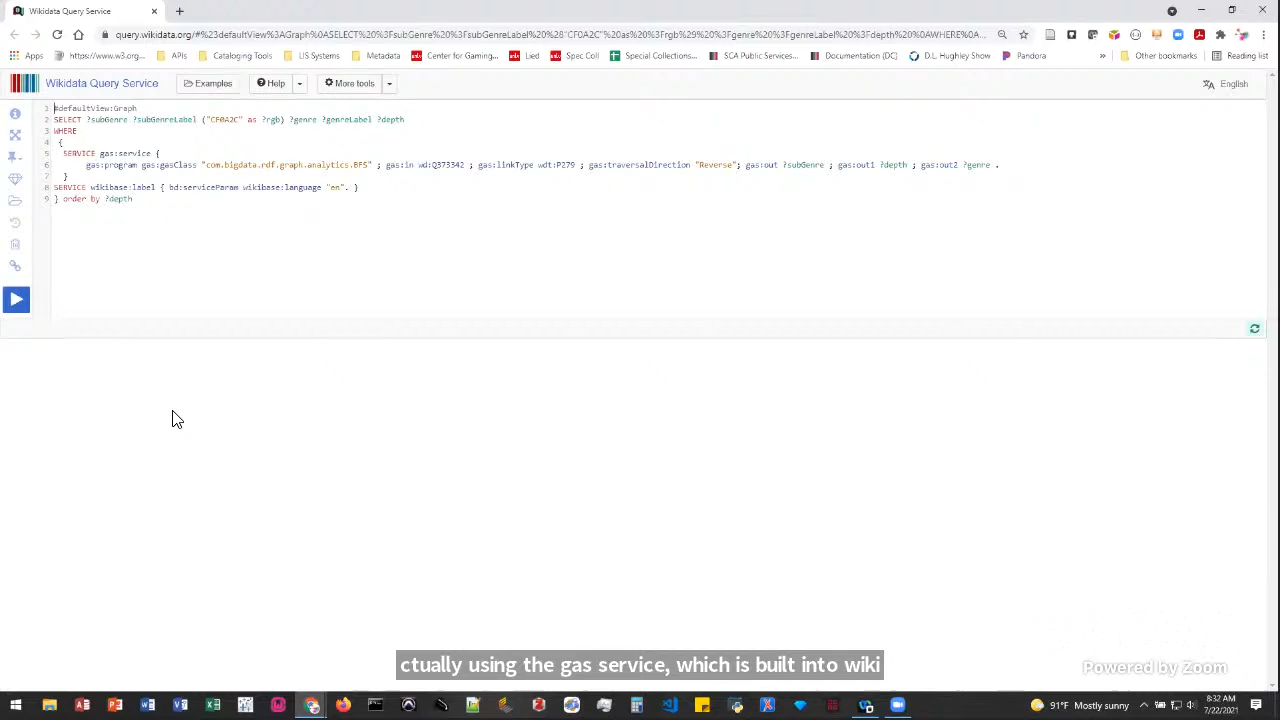 Wikidata Query Service
query.wikidata.org/#%23defaultView%3AGraph%0ASELECT%20%3FsubGenre%20%3FsubGenreLabel%20%28"CF0A2C"%20as%20%3Frgb%29%20%3Fgenre%20%3FgenreLabel%20%3Fdepth%20%0AWHERE%0A...
Apps
https://www.w3.org...
APIs
Cataloging Tools
LISSystems
Metadata
Center for Gaming...
Lied
Spec Coll
Special Collections...
SCA Public Services...
Documentation (DG)
D.L. Hughley Show
Pandora
»
Other bookmarks
Reading list
Wikidata Query Service
Examples
Help
More tools
English
1 #defaultView:Graph
2 SELECT ?subGenre ?subGenreLabel ("CF0A2C" as ?rgb) ?genre ?genreLabel ?depth
3 WHERE
4 {
5 SERVICE gas:service {
6 gas:program gas:gasClass "com.bigdata.rdf.graph.analytics.BFS" ; gas:in wd:Q373342 ; gas:linkType wdt:P279 ; gas:traversalDirection "Reverse"; gas:out ?subGenre ; gas:out1 ?depth ; gas:out2 ?genre .
7 }
8 SERVICE wikibase:label { bd:serviceParam wikibase:language "en". }
9 } order by ?depth
ctually using the gas service, which is built into wiki
Powered by Zoom
91°F Mostly sunny
8:32 AM
7/22/2021